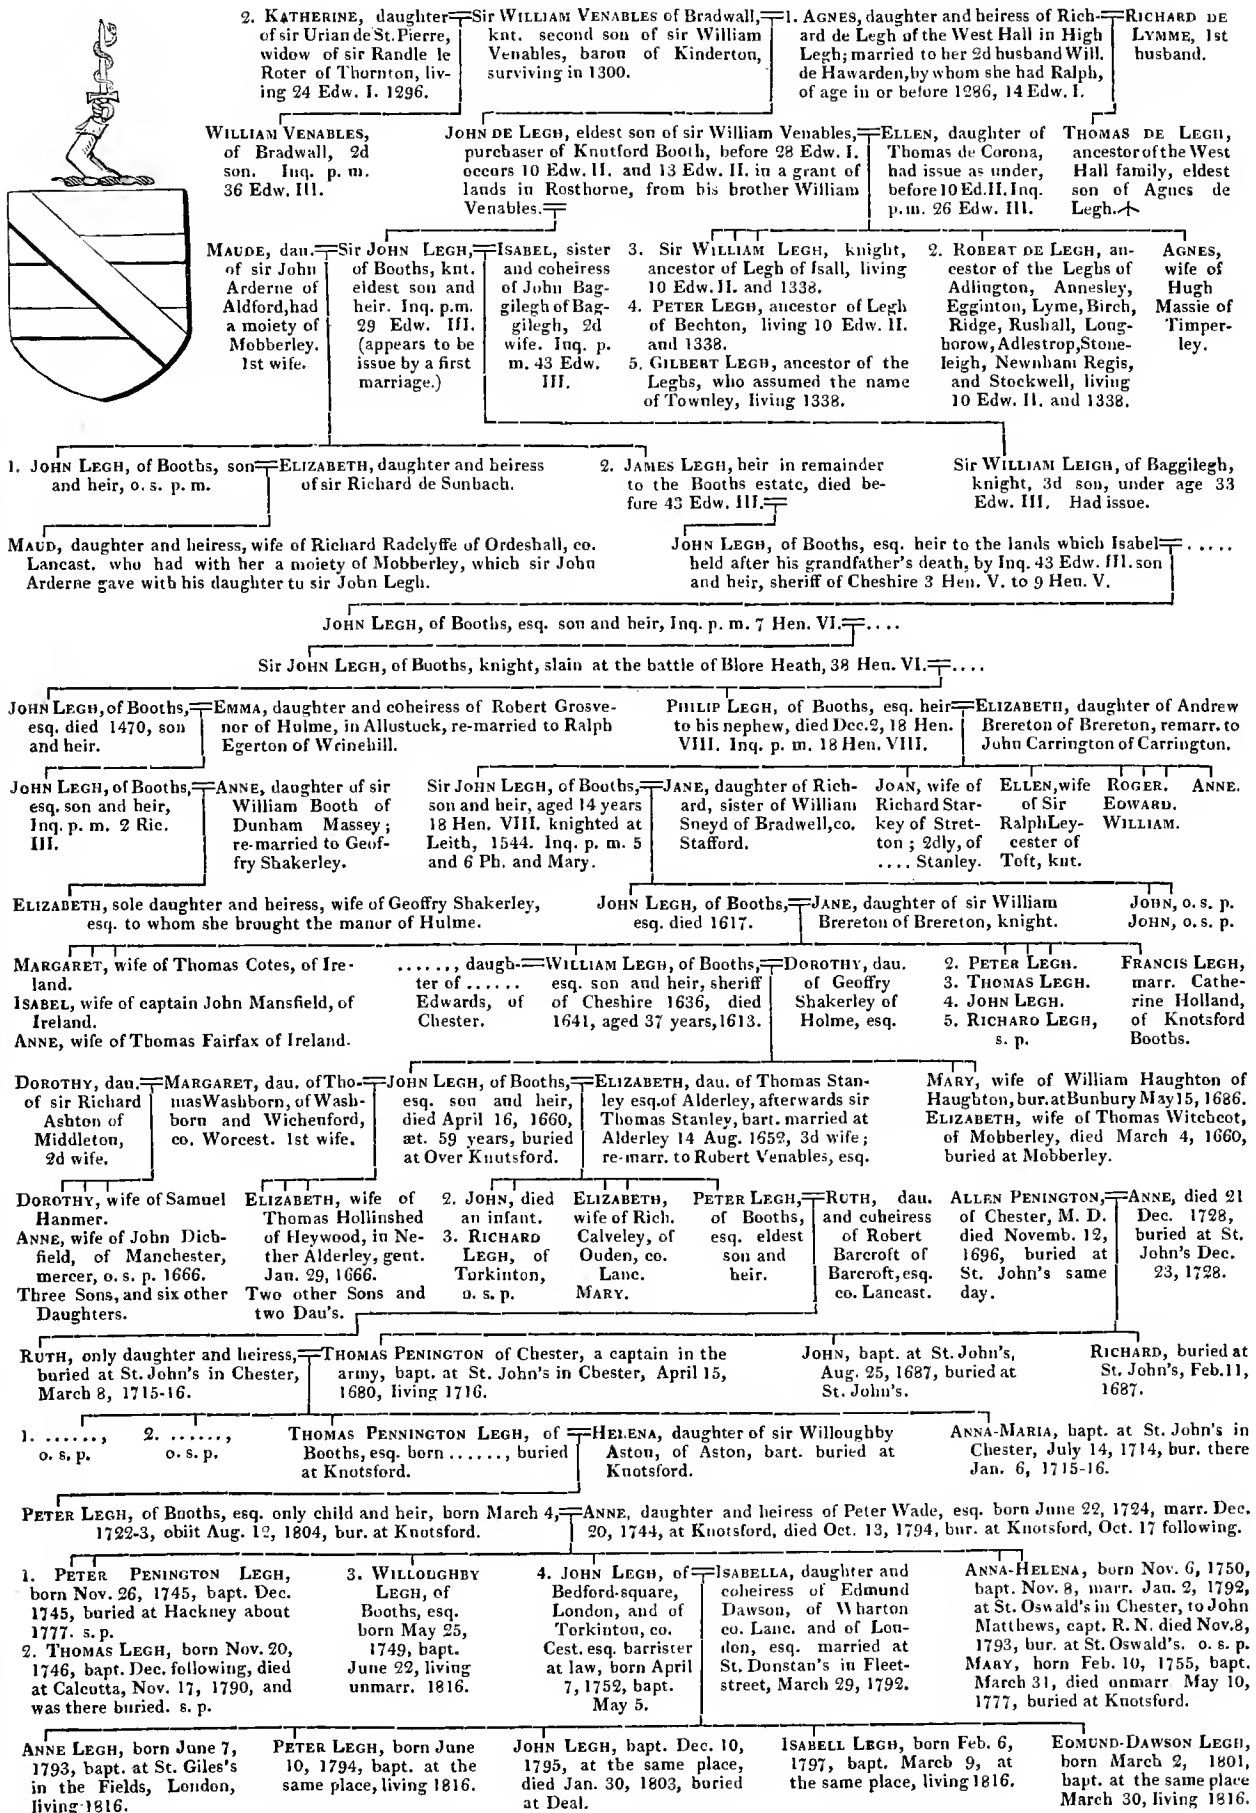 2. KATHERINE, daughter
of sir Urian de St. Pierre,
widow of sir Randle le
Roter of Thornton, liv-
ing 24 Edw. I. 1296.
Sir WILLIAM VENABLES of Bradwall,
knt. second son of sir William
Venables, baron of Kinderton,
surviving in 1300.
1. AGNES, daughter and heiress of Rich-
ard de Legh of the West Hall in High
Legh; married to her 2d husband Will.
de Hawarden, by whom she had Ralph,
of age in or before 1286, 14 Edw. I.
RICHARD DE
LYMME, 1st
husband.
WILLIAM VENABLES,
of Bradwall, 2d
son. Inq. p. m.
36 Edw. III.
JOHN DE LEGH, eldest son of sir William Venables,
purchaser of Knutford Booth, before 28 Edw. I.
occurs 10 Edw. II. and 13 Edw. II. in a grant of
lands in Rosthorne, from his brother William
Venables.
ELLEN, daughter of
Thomas de Corona,
had issue as under,
before 10 Ed. II. Inq.
p. m. 26 Edw. III.
THOMAS DE LEGH,
ancestor of the West
Hall family, eldest
son of Agnes de
Legh.
MAUDE, dau.
of sir John
Arderne of
Aldford, had
a moiety of
Mobberley.
1st wife.
Sir JOHN LEGH,
of Booths, knt.
eldest son and
heir. Inq. p.m.
29 Edw. III.
(appears to be
issue by a first
marriage.)
ISABEL, sister
and coheiress
of John Bag-
gilegh of Bag-
gilegh, 2d
wife. Inq. p.
m. 43 Edw.
III.
3. Sir WILLIAM LEGH, knight,
ancestor of Legh of Isall, living
10 Edw. II. and 1338.
4. PETER LEGH, ancestor of Legh
of Bechton, living 10 Edw. II.
and 1338.
5. GILBERT LEGH, ancestor of the
Leghs, who assumed the name
of Townley, living 1338.
2. ROBERT DE LEGH, an-
cestor of the Leghs of
Adlington, Annesley,
Egginton, Lyme, Birch,
Ridge, Rushall, Long-
borow, Adlestrop, Stone-
leigh, Newnham Regis,
and Stockwell, living
10 Edw. II. and 1338.
AGNES,
wife of
Hugh
Massie of
Timper-
ley.
1. JOHN LEGH, of Booths, son
and heir, o. s. p. m.
ELIZABETH, daughter and heiress
of sir Richard de Sonbach.
2. JAMES LEGH, heir in remainder
to the Booths estate, died be-
fore 43 Edw. III.
Sir WILLIAM LEIGH, of Baggilegh,
knight, 3d son, under age 33
Edw. III. Had issue.
MAUD, daughter and heiress, wife of Richard Radclyffe of Ordeshall, co.
Lancast. who had with her a moiety of Mobberley, which sir John
Arderne gave with his daughter to sir John Legh.
JOHN LEGH, of Booths, esq. heir to the lands which Isabel
held after his grandfather's death, by Inq. 43 Edw. III. son
and heir, sheriff of Cheshire 3 Hen. V. to 9 Hen. V.
.....
JOHN LEGH, of Booths, esq. son and heir, Inq. p. m. 7 Hen. VI. ....
Sir JOHN LEGH, of Booths, knight, slain at the battle of Blore Heath, 38 Hen. VI. ....
JOHN LEGH, of Booths,
esq. died 1470, son
and heir.
EMMA, daughter and coheiress of Robert Grosve-
nor of Hulme, in Allustuck, re-married to Ralph
Egerton of Wrinehill.
PHILIP LEGH, of Booths, esq. heir
to his nephew, died Dec. 2, 18 Hen.
VIII. Inq. p. m. 18 Hen. VIII.
ELIZABETH, daughter of Andrew
Brereton of Brereton, remarr. to
John Carrington of Carrington.
JOHN LEGH, of Booths,
esq. son and heir,
Inq. p. m. 2 Ric.
III.
ANNE, daughter of sir
William Booth of
Dunham Massey;
re-married to Geof-
fry Shakerley.
Sir JOHN LEGH, of Booths,
son and heir, aged 14 years
18 Hen. VIII. knighted at
Leith, 1544. Inq. p. m. 5
and 6 Ph. and Mary.
JANE, daughter of Rich-
ard, sister of William
Sneyd of Bradwell, co.
Stafford.
JOAN, wife of
Richard Star-
key of Stret-
ton; 2dly, of
.... Stanley.
ELLEN, wife
of Sir
Ralph Ley-
cester of
Toft, knt.
ROGER.
EDWARD.
WILLIAM.
ANNE.
ELIZABETH, sole daughter and heiress, wife of Geoffry Shakerley,
esq. to whom she brought the manor of Hulme.
JOHN LEGH, of Booths,
esq. died 1617.
JANE, daughter of sir William
Brereton of Brereton, knight.
JOHN, o. s. p.
JOHN, o. s. p.
MARGARET, wife of Thomas Cotes, of Ire-
land.
ISABEL, wife of captain John Mansfield, of
Ireland.
ANNE, wife of Thomas Fairfax of Ireland.
......, daugh-
ter of ......
Edwards, of
Chester.
WILLIAM LEGH, of Booths,
esq. son and heir, sheriff
of Cheshire 1636, died
1641, aged 37 years, 1613.
DOROTHY, dau.
of Geoffry
Shakerley of
Holme, esq.
2. PETER LEGH.
3. THOMAS LEGH.
4. JOHN LEGH.
5. RICHARD LEGH,
s. p.
FRANCIS LEGH,
marr. Cathe-
rine Holland,
of Knotsford
Booths.
DOROTHY, dau.
of sir Richard
Ashton of
Middleton,
2d wife.
MARGARET, dau. of Tho-
mas Washborn, of Wash-
born and Wichenford,
co. Worcest. 1st wife.
JOHN LEGH, of Booths,
esq. son and heir,
died April 16, 1660,
æt. 59 years, buried
at Over Knutsford.
ELIZABETH, dau. of Thomas Stan-
ley esq. of Alderley, afterwards sir
Thomas Stanley, bart. married at
Alderley 14 Aug. 1652, 3d wife;
re-marr. to Robert Venables, esq.
MARY, wife of William Haughton of
Haughton, bur. at Bunbury May 15, 1686.
ELIZABETH, wife of Thomas Witchcot,
of Mobberley, died March 4, 1660,
buried at Mobberley.
DOROTHY, wife of Samuel
Hanmer.
ANNE, wife of John Dich-
field, of Manchester,
mercer, o. s. p. 1666.
Three Sons, and six other
Daughters.
ELIZABETH, wife of
Thomas Hollinshed
of Heywood, in Ne-
ther Alderley, gent.
Jan. 29, 1666.
Two other Sons and
two Dau's.
2. JOHN, died
an infant.
3. RICHARD
LEGH, of
Torkinton,
o. s. p.
ELIZABETH,
wife of Rich.
Calveley, of
Ouden, co.
Lanc.
MARY.
PETER LEGH,
of Booths,
esq. eldest
son and
heir.
RUTH, dau.
and coheiress
of Robert
Barcroft of
Barcroft, esq.
co. Lancast.
ALLEN PENINGTON,
of Chester, M. D.
died Novemb. 12,
1696, buried at
St. John's same
day.
ANNE, died 21
Dec. 1728,
buried at St.
John's Dec.
23, 1728.
RUTH, only daughter and heiress,
buried at St. John's in Chester,
March 8, 1715-16.
THOMAS PENINGTON of Chester, a captain in the
army, bapt. at St. John's in Chester, April 15,
1680, living 1716.
JOHN, bapt. at St. John's,
Aug. 25, 1687, buried at
St. John's.
RICHARD, buried at
St. John's, Feb. 11,
1687.
1. ......,
o. s. p.
2. ......,
o. s. p.
THOMAS PENNINGTON LEGH, of
Booths, esq. born ......, buried
at Knotsford.
HELENA, daughter of sir Willoughby
Aston, of Aston, bart. buried at
Knotsford.
ANNA-MARIA, bapt. at St. John's in
Chester, July 14, 1714, bur. there
Jan. 6, 1715-16.
PETER LEGH, of Booths, esq. only child and heir, born March 4,
1722-3, obiit Aug. 12, 1804, bur. at Knotsford.
ANNE, daughter and heiress of Peter Wade, esq. born June 22, 1724, marr. Dec.
20, 1744, at Knotsford, died Oct. 13, 1794, bur. at Knotsford, Oct. 17 following.
1. PETER PENINGTON LEGH,
born Nov. 26, 1745, bapt. Dec.
1745, buried at Hackney about
1777. s. p.
2. THOMAS LEGH, born Nov. 20,
1746, bapt. Dec. following, died
at Calcutta, Nov. 17, 1790, and
was there buried. s. p.
3. WILLOUGHBY
LEGH, of
Booths, esq.
born May 25,
1749, bapt.
June 22, living
unmarr. 1816.
4. JOHN LEGH, of
Bedford-square,
London, and of
Torkinton, co.
Cest. esq. barrister
at law, born April
7, 1752, bapt.
May 5.
ISABELLA, daughter and
coheiress of Edmund
Dawson, of Wharton
co. Lanc. and of Lon-
don, esq. married at
St. Dunstan's in Fleet-
street, March 29, 1792.
ANNA-HELENA, born Nov. 6, 1750,
bapt. Nov. 8, marr. Jan. 2, 1792,
at St. Oswald's in Chester, to John
Matthews, capt. R. N. died Nov. 8,
1793, bur. at St. Oswald's. o. s. p.
MARY, born Feb. 10, 1755, bapt.
March 31, died unmarr May 10,
1777, buried at Knotsford.
ANNE LEGH, born June 7,
1793, bapt. at St. Giles's
in the Fields, London,
living 1816.
PETER LEGH, born June
10, 1794, bapt. at the
same place, living 1816.
JOHN LEGH, bapt. Dec. 10,
1795, at the same place,
died Jan. 30, 1803, buried
at Deal.
ISABELL LEGH, born Feb. 6,
1797, bapt. March 9, at
the same place, living 1816.
EDMUND-DAWSON LEGH,
born March 2, 1801,
bapt. at the same place
March 30, living 1816.